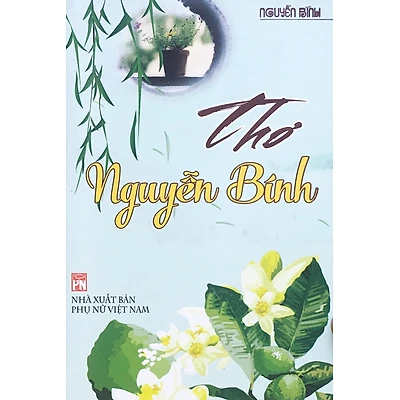 NGUYỄN BÍNH
Thơ
Nguyễn Bính
PN
NHÀ XUẤT BẢN
PHỤ NỮ VIỆT NAM